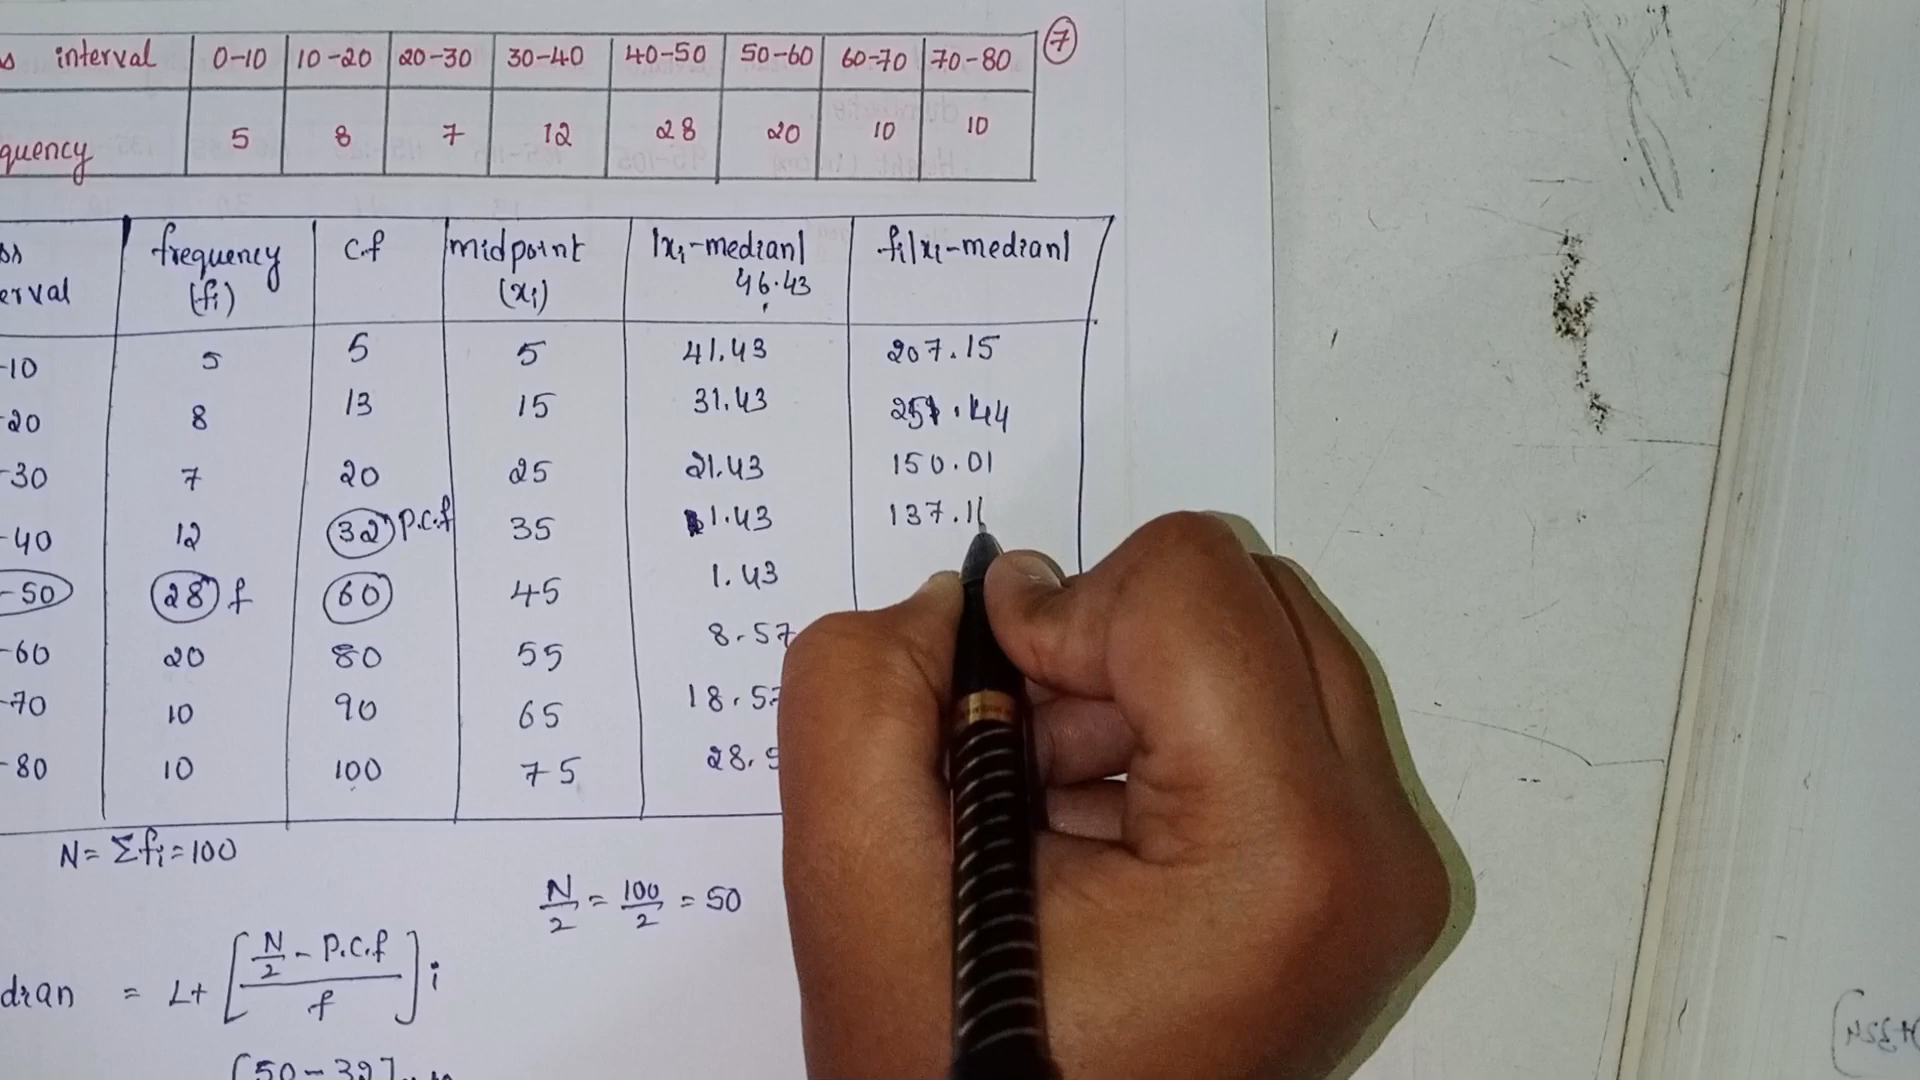 interval 0-10 10-20 20-30 30-40 40-50 50-60 60-70 70-80 7
quency 5 8 7 12 28 20 10 10
erval frequency (fi) c.f midpoint (xi) |xi-median| 46.43 fi|xi-median|
-10 5 5 5 41.43 207.15
-20 8 13 15 31.43 251.44
-30 7 20 25 21.43 150.01
-40 12 32 p.c.f 35 11.43 137.1
-50 28 f 60 45 1.43
-60 20 80 55 8.57
-70 10 90 65 18.5
-80 10 100 75 28.
N = Σfi = 100
N/2 = 100/2 = 50
dian = L+ [N/2 - P.C.f / f] i
[50-32]